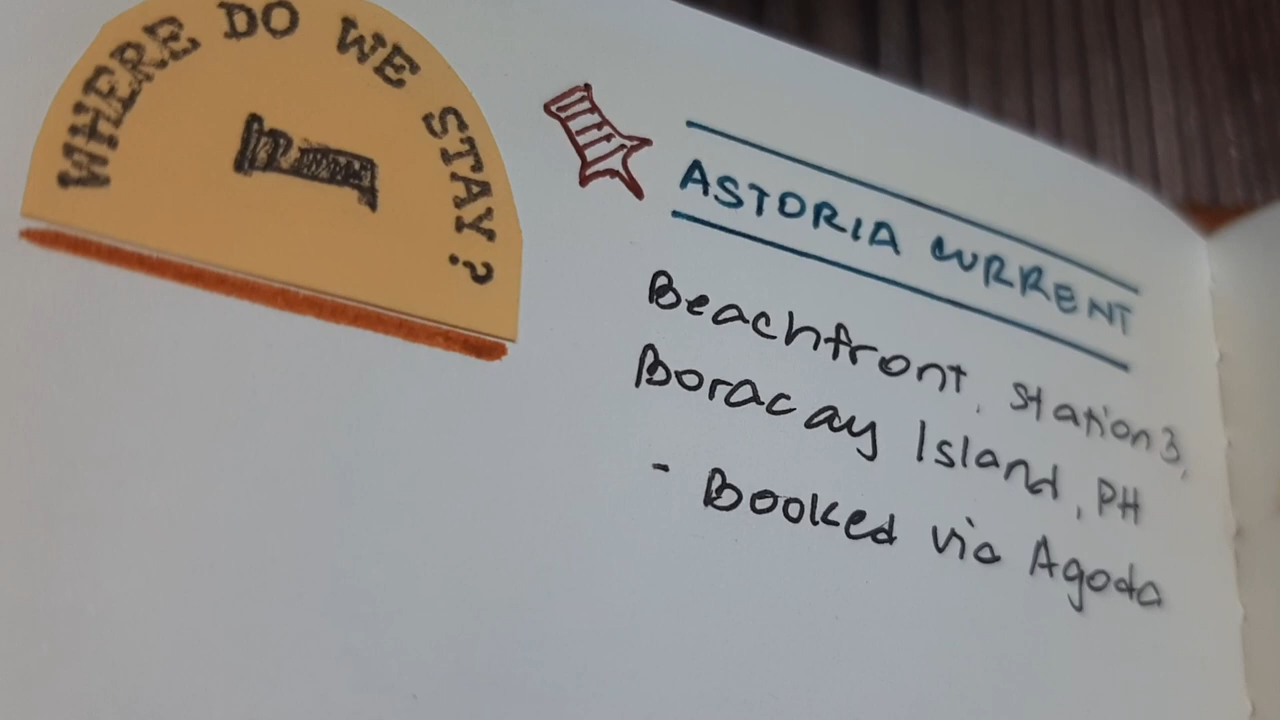 WHERE DO WE STAY?
ASTORIA CURRENT
Beachfront, Station 3,
Boracay Island, PH
- Booked via Agoda